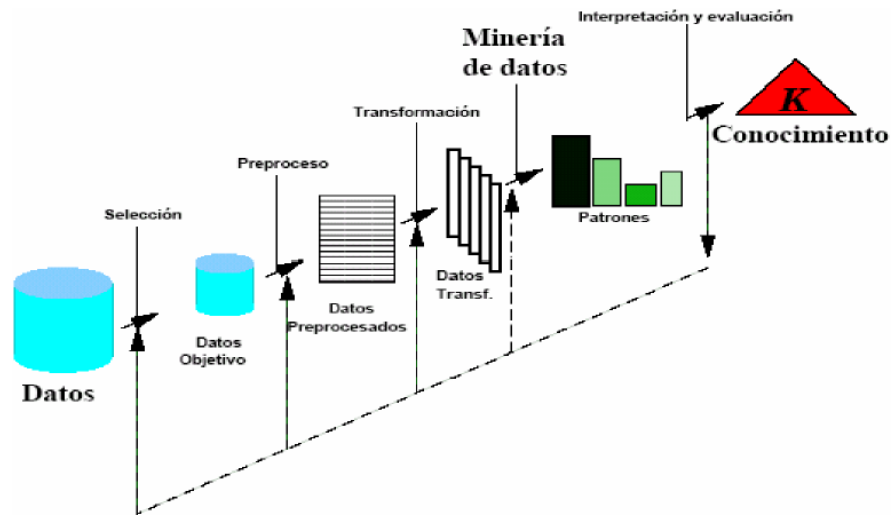 Interpretación y evaluación
Minería
de datos
K
Conocimiento
Transformación
Preproceso
Patrones
Selección
Datos
Transf.
Datos
Preprocesados
Datos
Objetivo
Datos